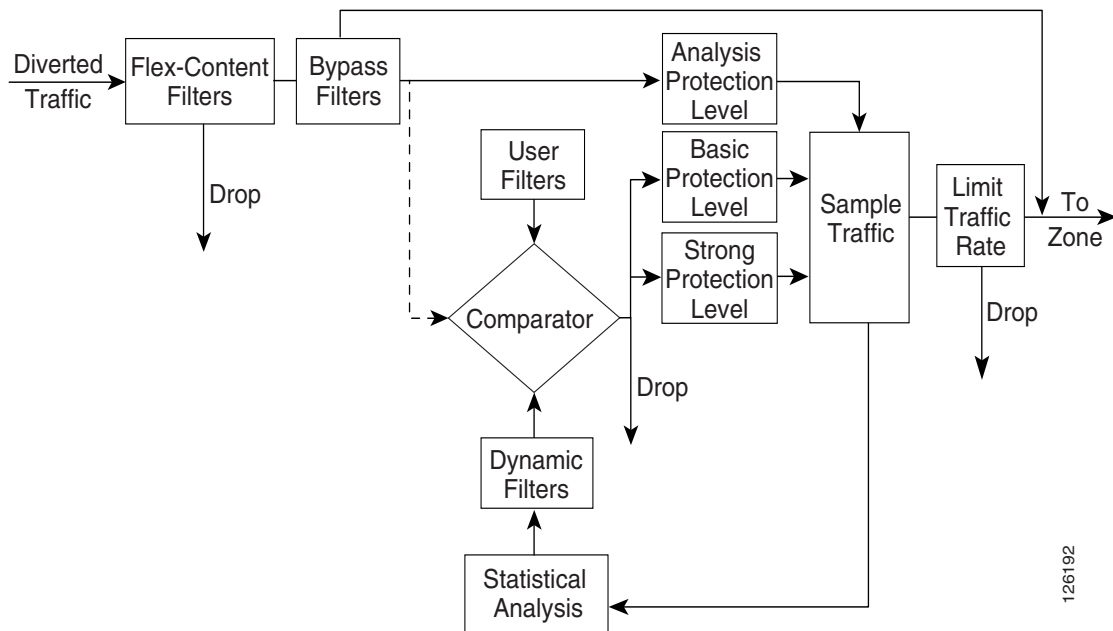 Diverted
Traffic
Flex-Content
Filters
Bypass
Filters
Analysis
Protection
Level
User
Filters
Basic
Protection
Level
Sample
Traffic
Limit
Traffic
Rate
To
Zone
Drop
Strong
Protection
Level
Comparator
Drop
Drop
Dynamic
Filters
Statistical
Analysis
126192